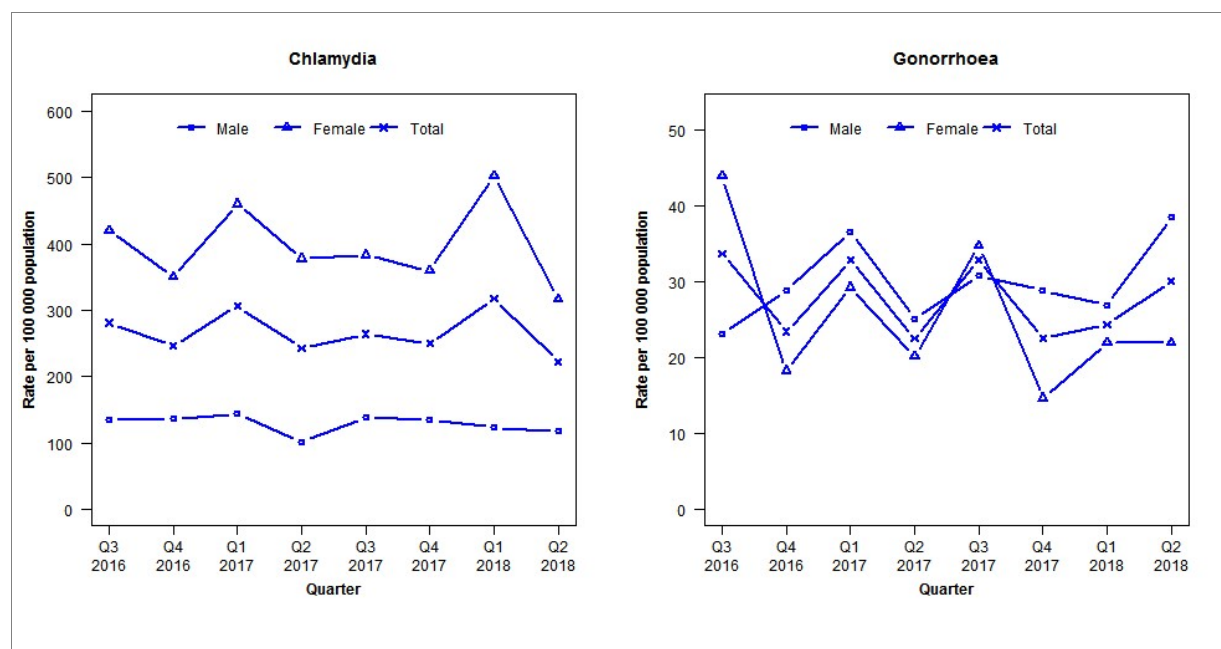 Chlamydia
Rate per 100 000 population
600
500
400
300
200
100
0
Male Female Total
Q3 Q4 Q1 Q2 Q3 Q4 Q1 Q2
2016 2016 2017 2017 2017 2017 2018 2018
Quarter
Gonorrhoea
Rate per 100 000 population
50
40
30
20
10
0
Male Female Total
Q3 Q4 Q1 Q2 Q3 Q4 Q1 Q2
2016 2016 2017 2017 2017 2017 2018 2018
Quarter